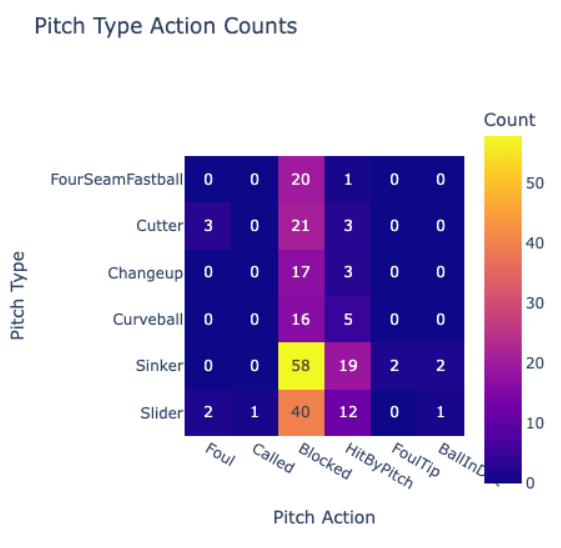 Pitch Type Action Counts
Count
FourSeamFastball 0 0 20 1 0 0
Cutter 3 0 21 3 0 0
Changeup 0 0 17 3 0 0
Curveball 0 0 16 5 0 0
Sinker 0 0 58 19 2 2
Slider 2 1 40 12 0 1
50
40
30
20
10
0
Pitch Type
Foul Called Blocked HitByPitch FoulTip
Pitch Action